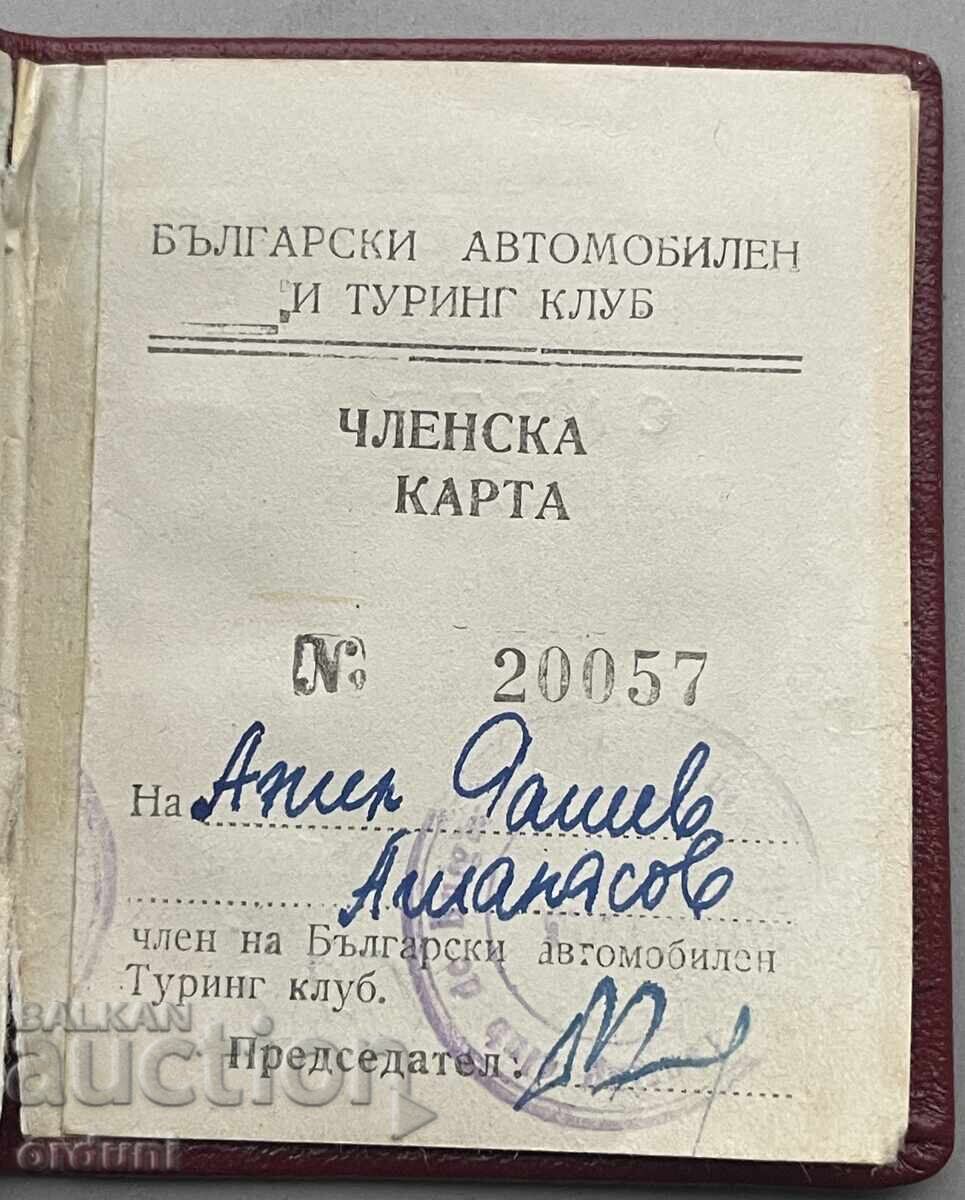 БЪЛГАРСКИ АВТОМОБИЛЕН
И ТУРИНГ КЛУБ
ЧЛЕНСКА
КАРТА
№ 20057
На
Атанасов
член на Български автомобилен
Туринг клуб.
Председател:
BALKAN
auction
orduni